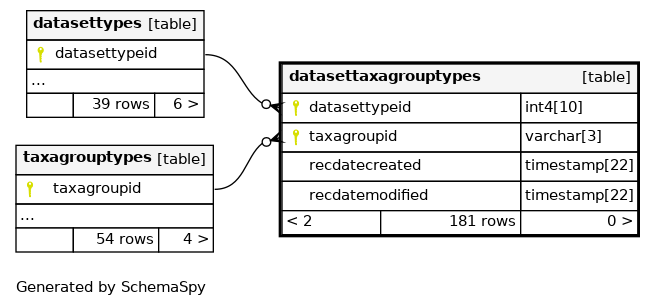 datasettypes [table]
datasettypeid
...
39 rows 6 >
taxagrouptypes [table]
taxagroupid
...
54 rows 4 >
datasettaxagrouptypes [table]
datasettypeid int4[10]
taxagroupid varchar[3]
recdatecreated timestamp[22]
recdatemodified timestamp[22]
< 2 181 rows 0 >
Generated by SchemaSpy